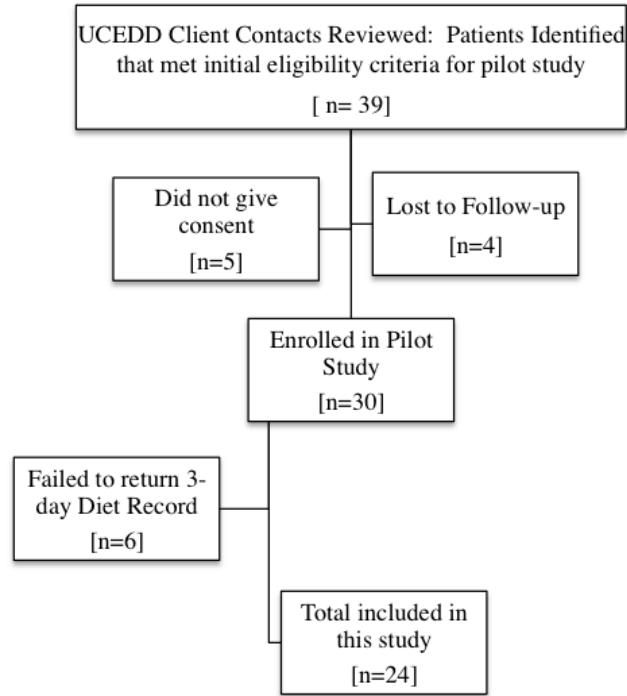 UCEDD Client Contacts Reviewed: Patients Identified
that met initial eligibility criteria for pilot study
[ n= 39]
Did not give
consent
[n=5]
Lost to Follow-up
[n=4]
Enrolled in Pilot
Study
[n=30]
Failed to return 3-
day Diet Record
[n=6]
Total included in
this study
[n=24]